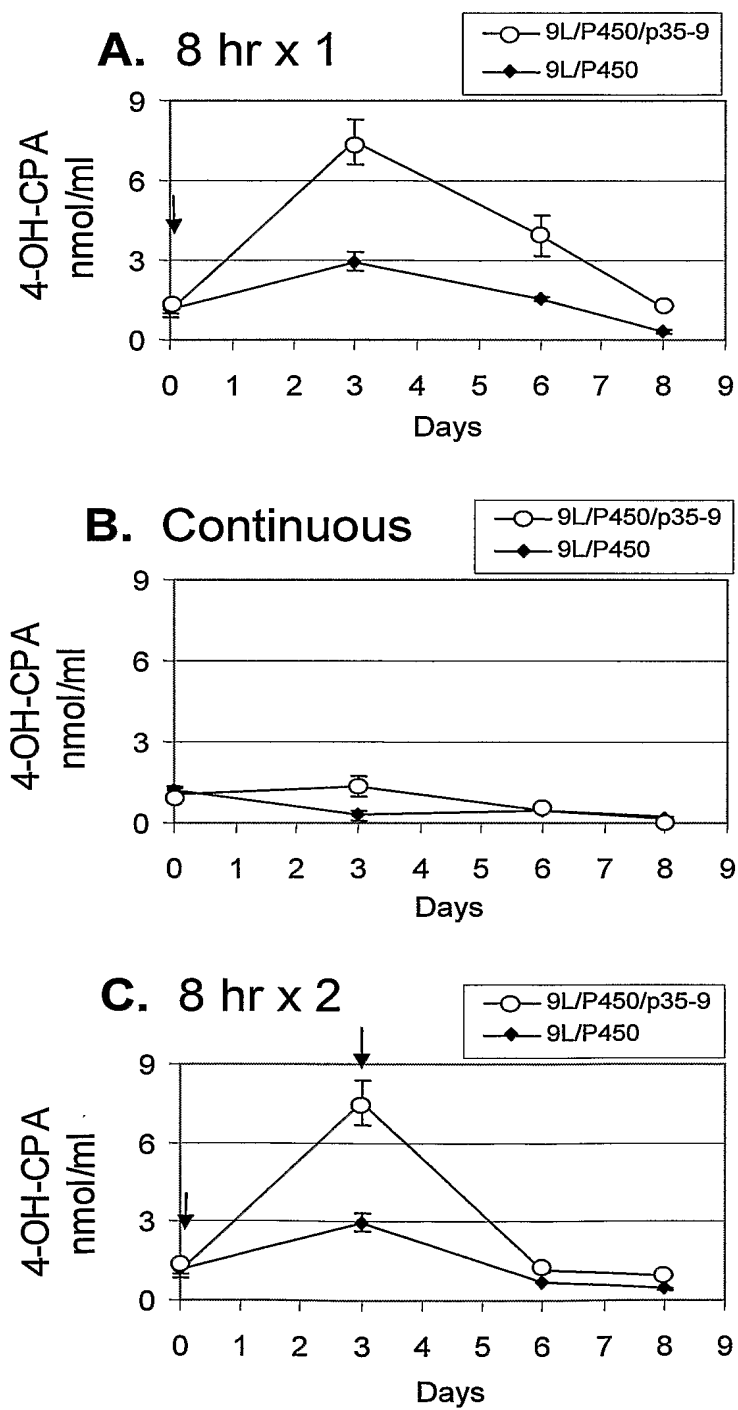 A. 8 hr x 1
9L/P450/p35-9
9L/P450
4-OH-CPA
nmol/ml
9
6
3
0
0 1 2 3 4 5 6 7 8 9
Days
B. Continuous
9L/P450/p35-9
9L/P450
4-OH-CPA
nmol/ml
9
6
3
0
0 1 2 3 4 5 6 7 8 9
Days
C. 8 hr x 2
9L/P450/p35-9
9L/P450
4-OH-CPA
nmol/ml
9
6
3
0
0 1 2 3 4 5 6 7 8 9
Days